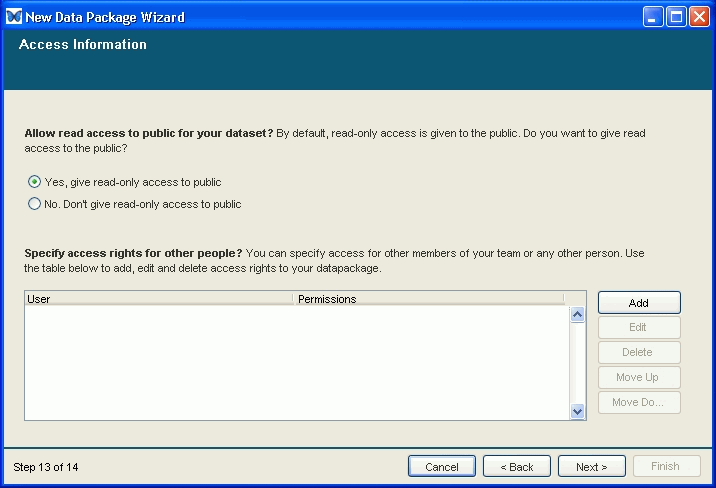 New Data Package Wizard
Access Information
Allow read access to public for your dataset? By default, read-only access is given to the public. Do you want to give read
access to the public?
Yes, give read-only access to public
No. Don't give read-only access to public
Specify access rights for other people? You can specify access for other members of your team or any other person. Use
the table below to add, edit and delete access rights to your datapackage.
User Permissions
Add
Edit
Delete
Move Up
Move Do...
Step 13 of 14
Cancel < Back Next > Finish